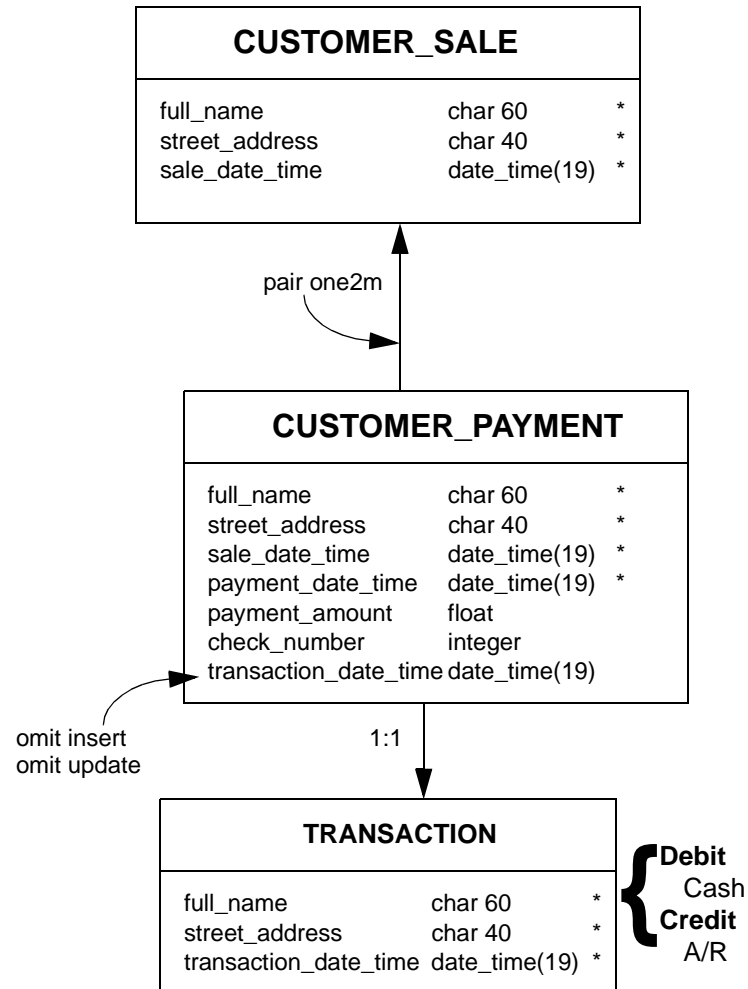 CUSTOMER_SALE
full_name char 60 *
street_address char 40 *
sale_date_time date_time(19) *
pair one2m
CUSTOMER_PAYMENT
full_name char 60 *
street_address char 40 *
sale_date_time date_time(19) *
payment_date_time date_time(19) *
payment_amount float
check_number integer
transaction_date_time date_time(19)
omit insert
omit update
1:1
TRANSACTION
full_name char 60 *
street_address char 40 *
transaction_date_time date_time(19) *
{
Debit
Cash
Credit
A/R